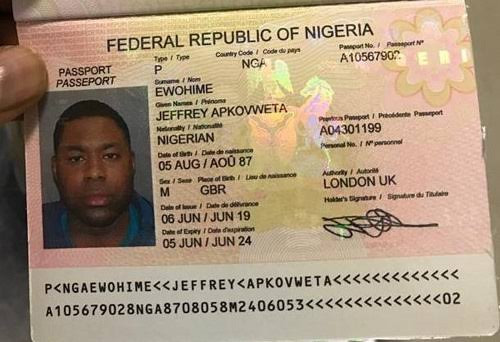 FEDERAL REPUBLIC OF NIGERIA
PASSPORT
PASSEPORT
Type / Type
Country Code / Code du pays
Passport No. / Passeport Nº
P
NGA
A10567902
ERI
Surname / Nom
EWOHIME
Given Names / Prénoms
JEFFREY APKOVWETA
Nationality / Nationalité
NIGERIAN
Previous Passport / Précédente Passeport
A04301199
Date of Birth / Date de naissance
05 AUG / AOÛ 87
Personal No. / Nº personnel
Sex / Sexe Place of Birth / Lieu de naissance
M GBR
Authority / Autorité
LONDON UK
Date of Issue / Date de délivrance
06 JUN / JUN 19
Holder's Signature / Signature du Titulaire
Date of Expiry / Date d'expiration
05 JUN / JUN 24
P<NGAEWOHIME<<JEFFREY<APKOVWETA<<<<<<<<<<<<<
A105679028NGA8708058M2406053<<<<<<<<<<<<<<02